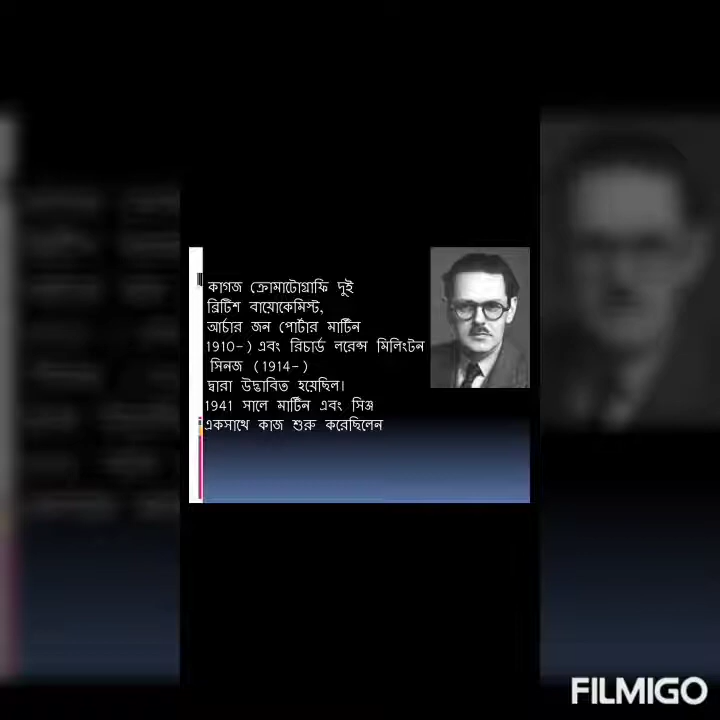 কাগজ ক্রোমাটোগ্রাফি দুই
ব্রিটিশ বায়োকেমিস্ট,
আর্চার জন পোর্টার মার্টিন
1910-) এবং রিচার্ড লরেন্স মিলিংটন
সিনজ (1914-)
দ্বারা উদ্ভাবিত হয়েছিল।
1941 সালে মার্টিন এবং সিঞ্জ
একসাথে কাজ শুরু করেছিলেন
FILMIGO